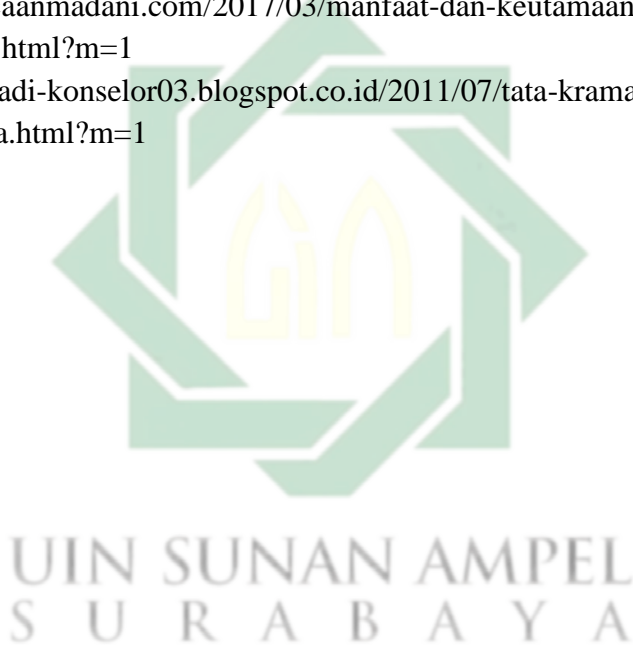 aanmadani.com/2017/03/manfaat-dan-keutamaan
html?m=1
adi-konselor03.blogspot.co.id/2011/07/tata-krama
a.html?m=1
UIN SUNAN AMPEL
SURABAYA